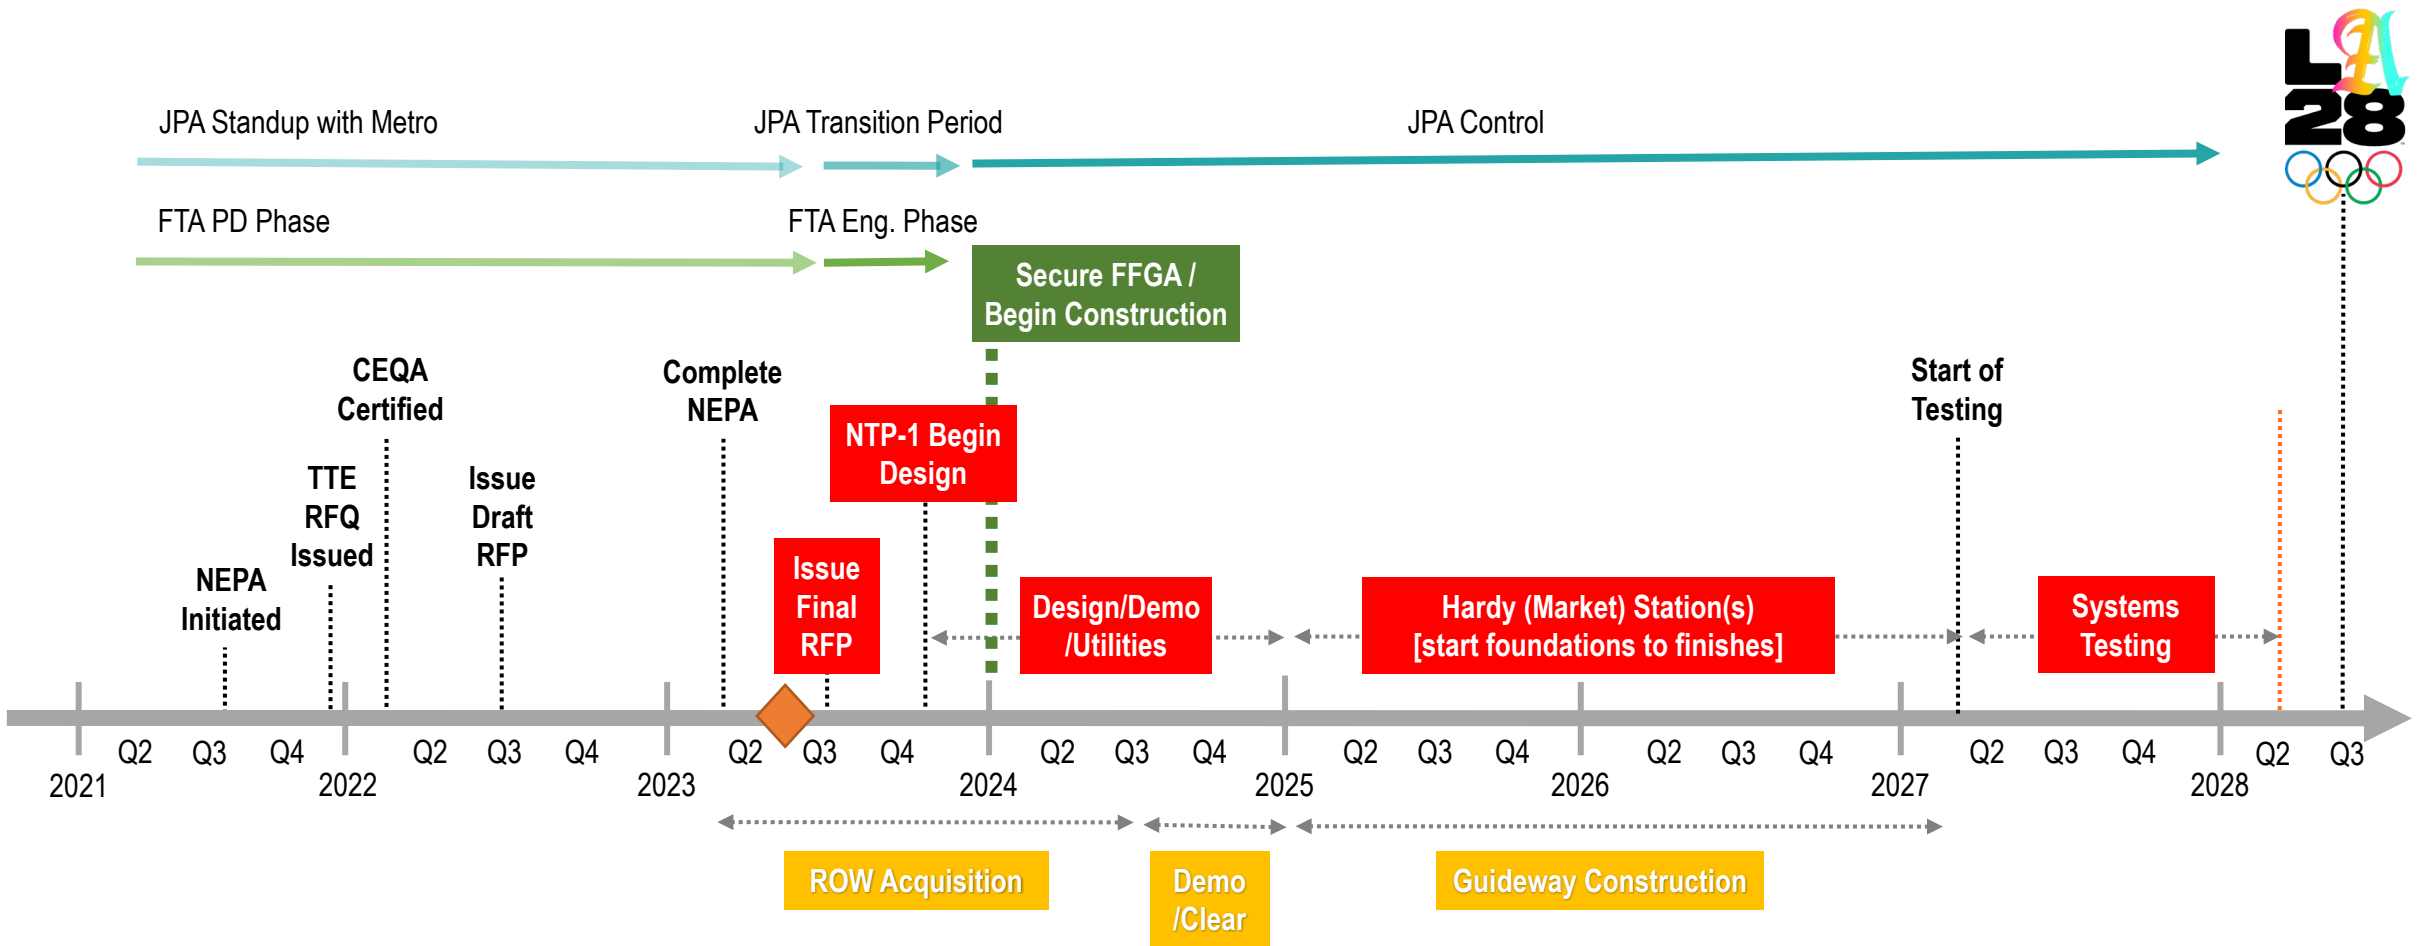 LA
28
JPA Standup with Metro
JPA Transition Period
JPA Control
FTA PD Phase
FTA Eng. Phase
Secure FFGA /
Begin Construction
CEQA
Certified
Complete
NEPA
Start of
Testing
NTP-1 Begin
Design
TTE
RFQ
Issued
Issue
Draft
RFP
NEPA
Initiated
Issue
Final
RFP
Design/Demo
/Utilities
Hardy (Market) Station(s)
[start foundations to finishes]
Systems
Testing
Q2 Q3 Q4 Q2 Q3 Q4 Q2 Q3 Q4 Q2 Q3 Q4 Q2 Q3 Q4 Q2 Q3 Q4 Q2 Q3 Q4 Q2 Q3
2021 2022 2023 2024 2025 2026 2027 2028
ROW Acquisition
Demo
/Clear
Guideway Construction